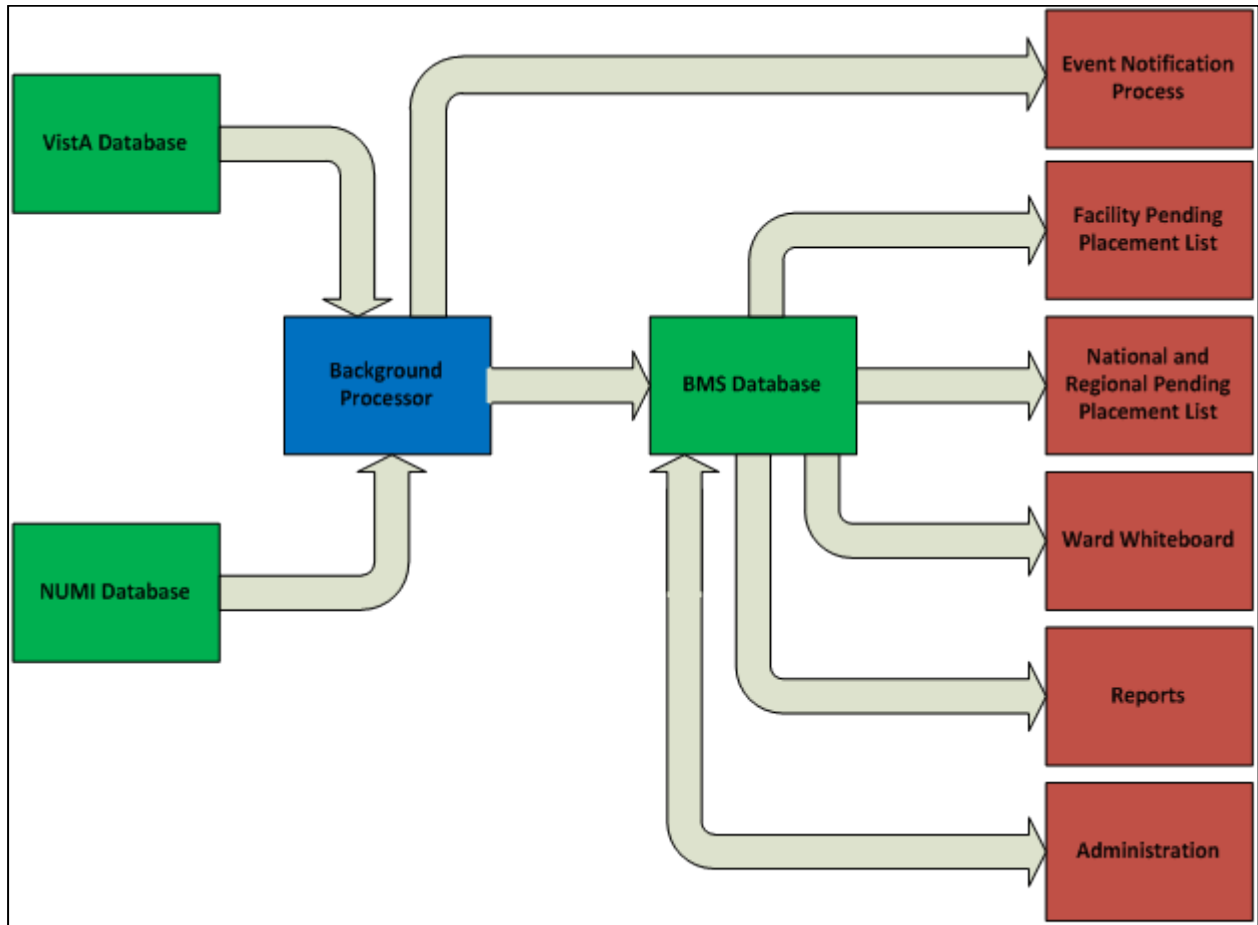 Event Notification
Process
VistA Database
Facility Pending
Placement List
Background
Processor
BMS Database
National and
Regional Pending
Placement List
Ward Whiteboard
NUMI Database
Reports
Administration